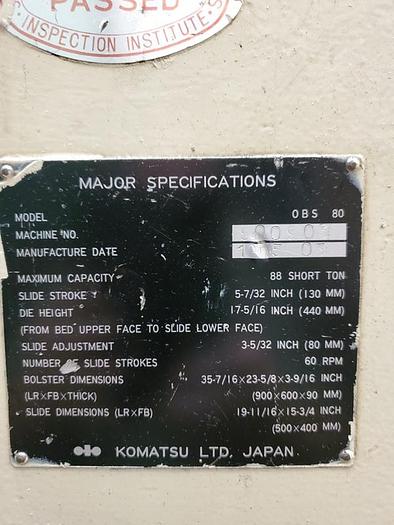 PASSED
INSPECTION INSTITUTE
MAJOR SPECIFICATIONS
MODEL OBS 80
MACHINE NO.
MANUFACTURE DATE
MAXIMUM CAPACITY 88 SHORT TON
SLIDE STROKE 5-7/32 INCH (130 MM)
DIE HEIGHT 17-5/16 INCH (440 MM)
(FROM BED UPPER FACE TO SLIDE LOWER FACE)
SLIDE ADJUSTMENT 3-5/32 INCH (80 MM)
NUMBER OF SLIDE STROKES 60 RPM
BOLSTER DIMENSIONS 35-7/16×23-5/8×3-9/16 INCH
(LR×FB×THICK) (900×600×90 MM)
SLIDE DIMENSIONS (LR×FB) 19-11/16×15-3/4 INCH
(500×400 MM)
KOMATSU LTD. JAPAN